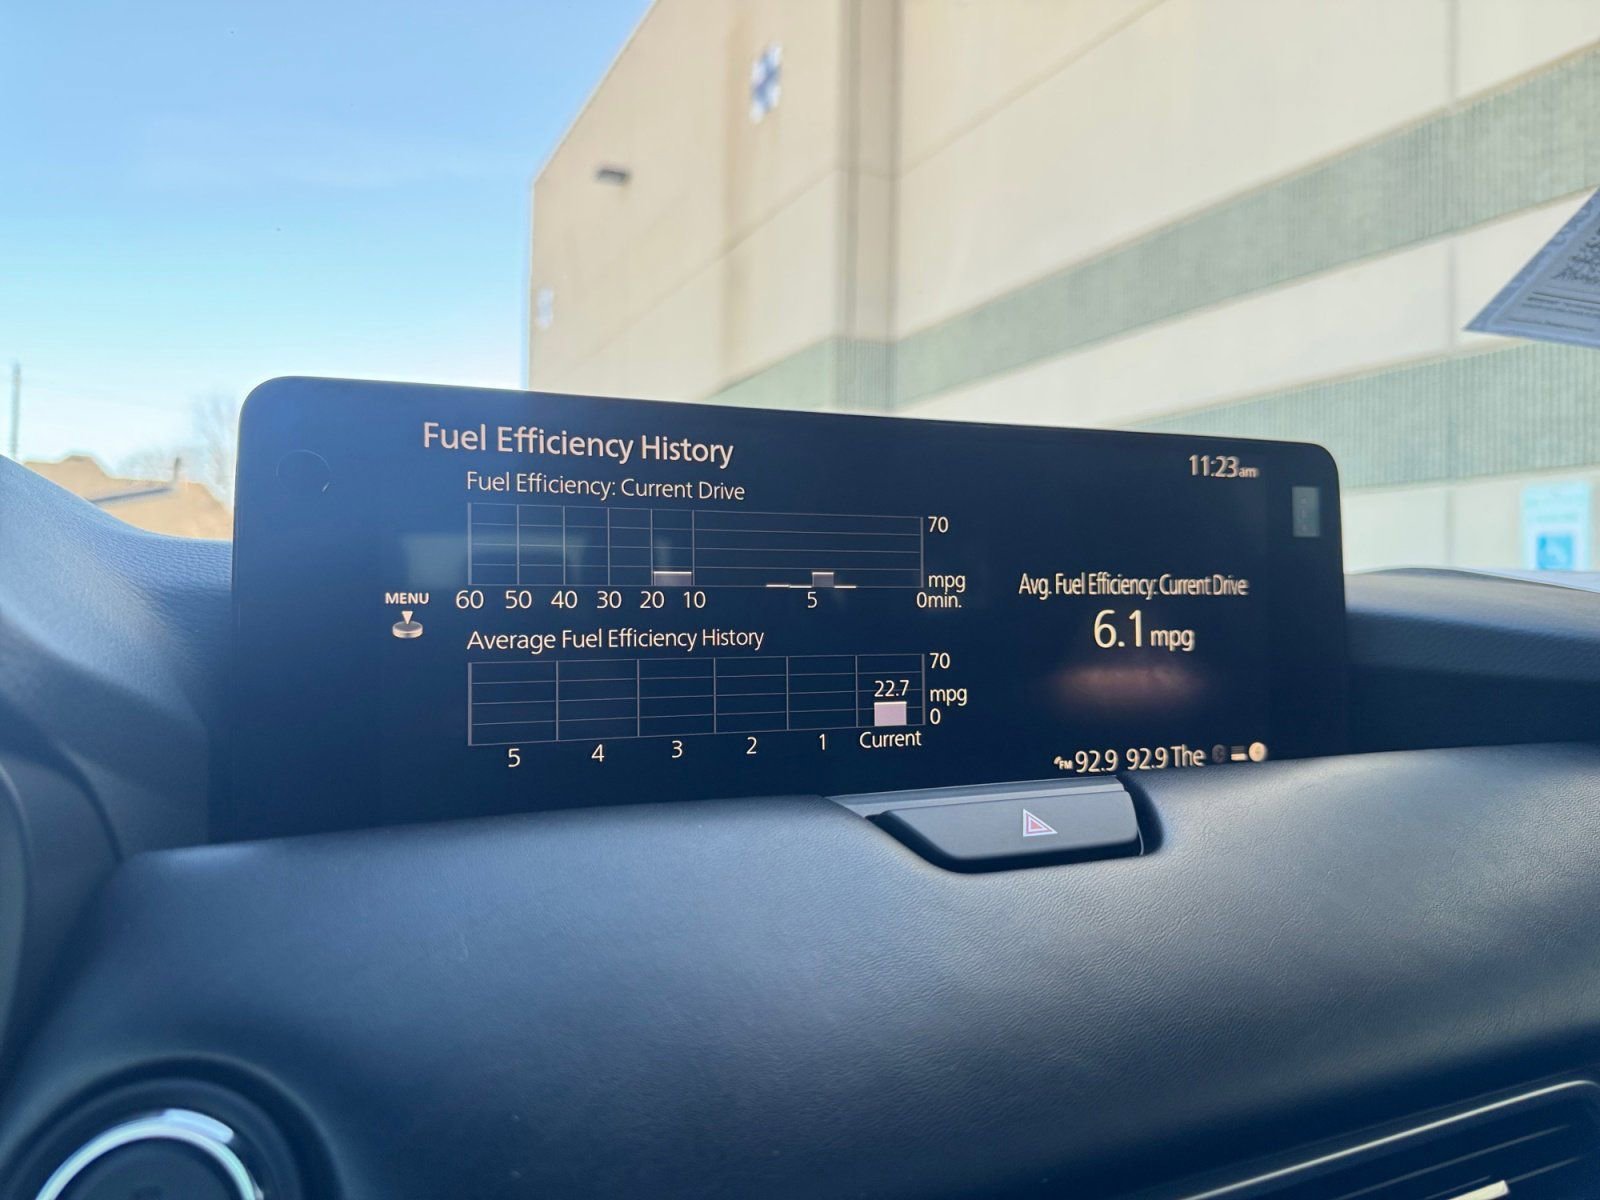 Fuel Efficiency History
11:23am
Fuel Efficiency: Current Drive
70
mpg
60 50 40 30 20 10 5 0min.
MENU
Avg. Fuel Efficiency: Current Drive
6.1 mpg
Average Fuel Efficiency History
70
22.7
mpg
0
5 4 3 2 1 Current
FM 92.9 92.9 The